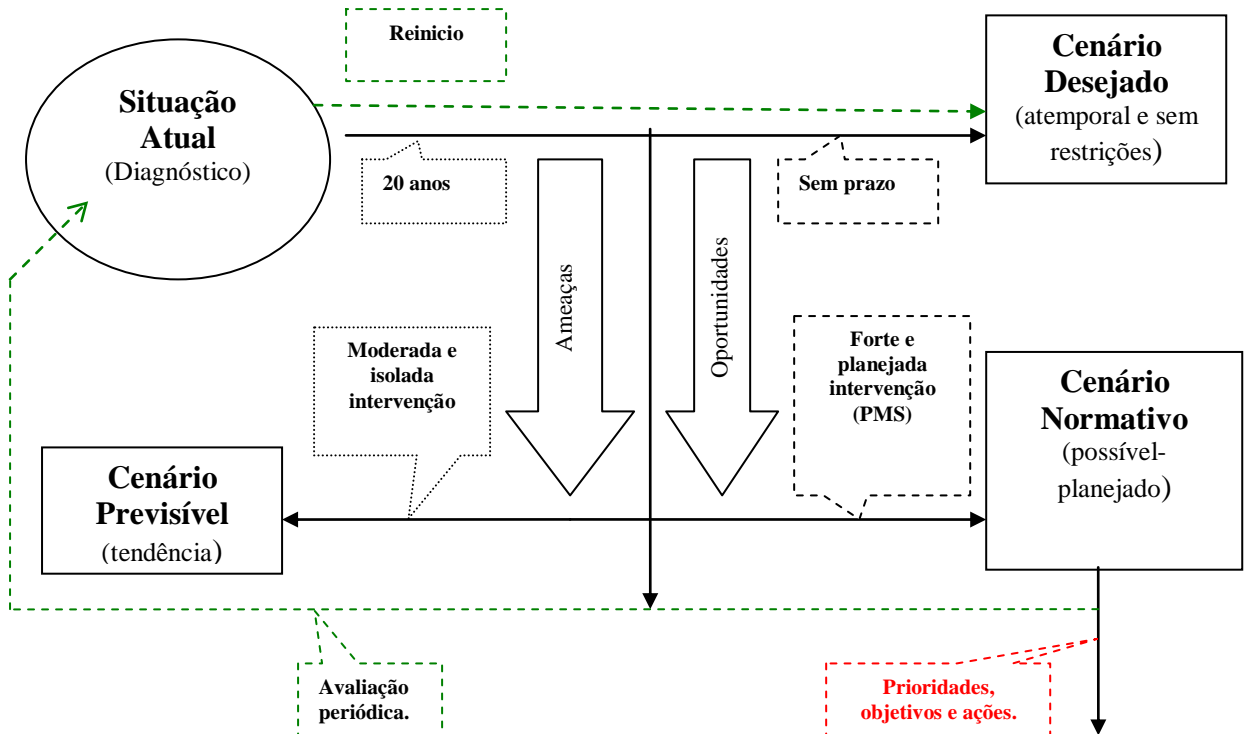 Reinicio
Situação
Atual
(Diagnóstico)
Cenário
Desejado
(atemporal e sem
restrições)
20 anos
Sem prazo
Ameaças
Oportunidades
Moderada e
isolada
intervenção
Forte e
planejada
intervenção
(PMS)
Cenário
Previsível
(tendência)
Cenário
Normativo
(possível-
planejado)
Avaliação
periódica.
Prioridades,
objetivos e ações.